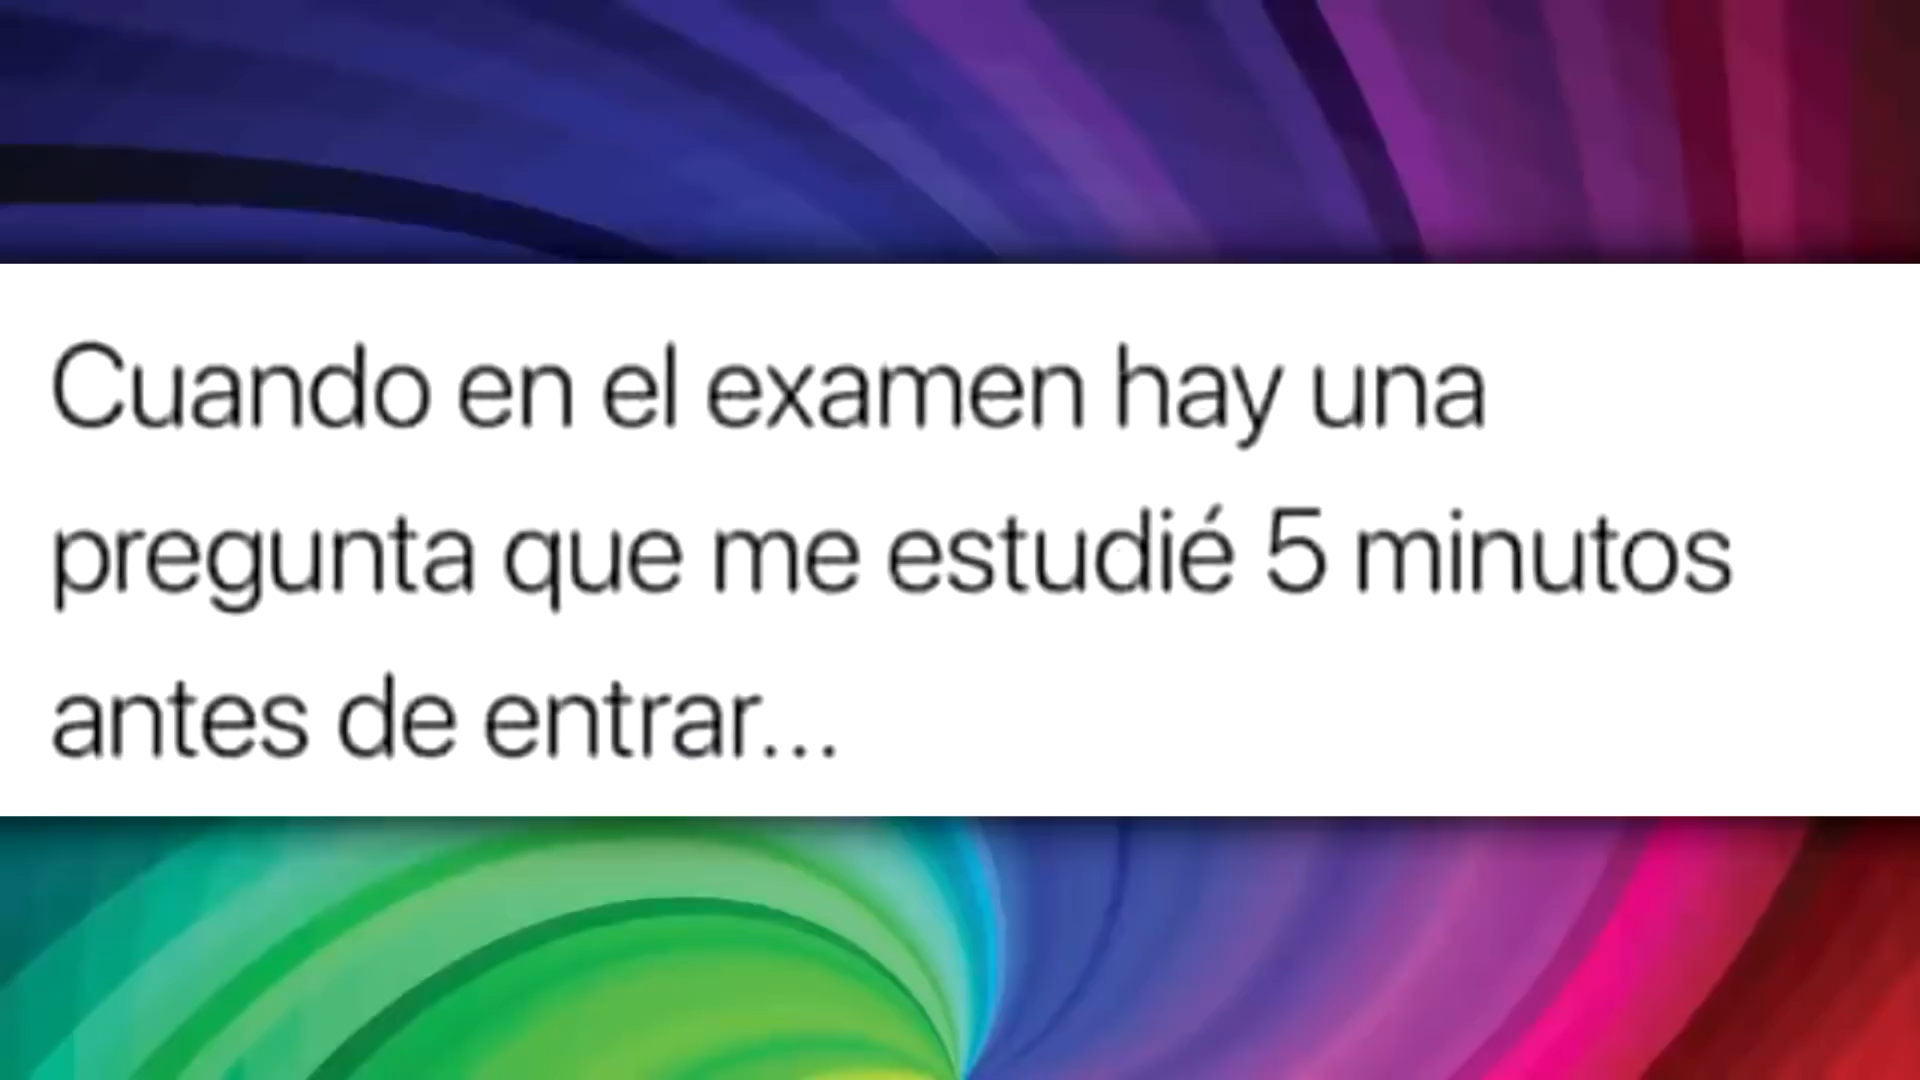 Cuando en el examen hay una
pregunta que me estudié 5 minutos
antes de entrar...